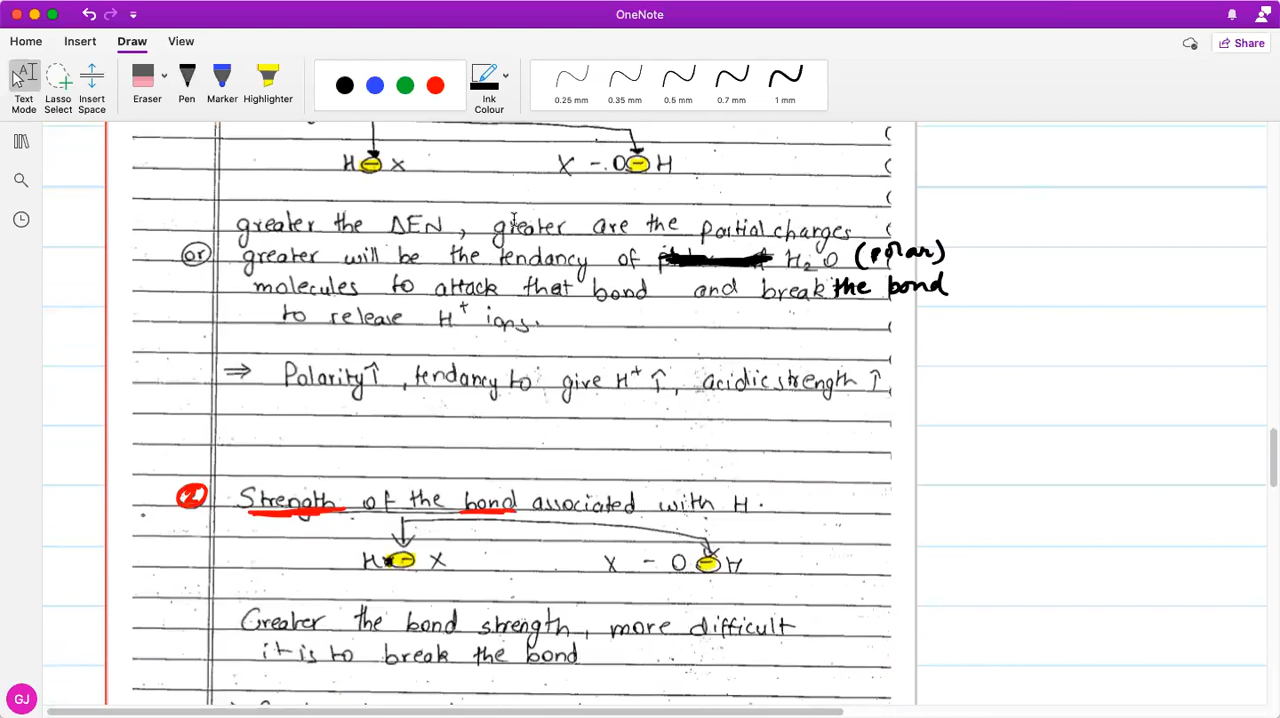 OneNote
Home Insert Draw View
Share
Text Mode
Lasso Select
Insert Space
Eraser
Pen
Marker
Highlighter
Ink Colour
0.25 mm
0.35 mm
0.5 mm
0.7 mm
1 mm
H - X X - O - H
greater the ΔEN, greater are the partial charges
or greater will be the tendancy of H2O (polar)
molecules to attack that bond and break the bond
to release H+ ions.
⇒ Polarity↑, tendancy to give H+ ↑, acidic strength ↑
2 Strength of the bond associated with H.
H - X X - O - H
Greater the bond strength, more difficult
it is to break the bond
GJ